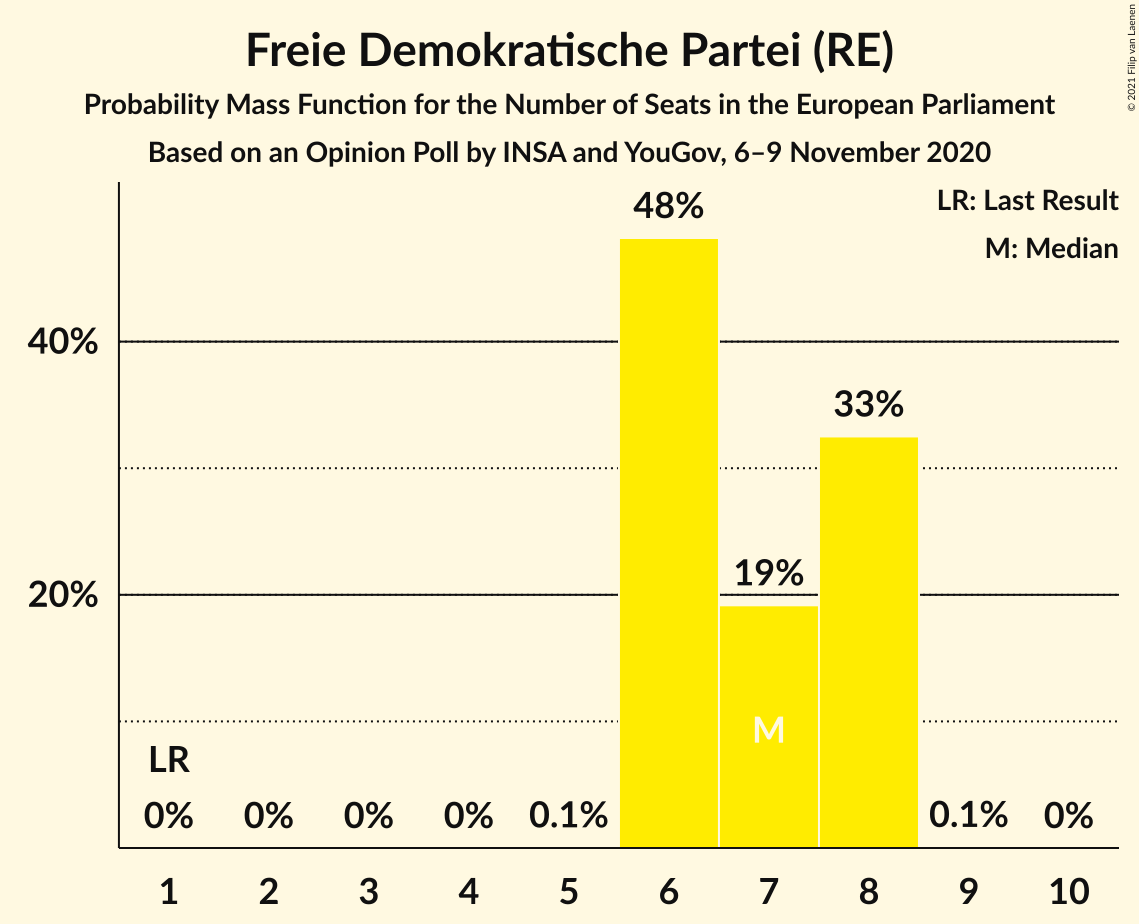 Freie Demokratische Partei (RE)
Probability Mass Function for the Number of Seats in the European Parliament
Based on an Opinion Poll by INSA and YouGov, 6–9 November 2020
© 2021 Filip van Laenen
LR: Last Result
M: Median
48%
40%
33%
19%
20%
M
LR
0% 0% 0% 0% 0.1% 0.1% 0%
1 2 3 4 5 6 7 8 9 10